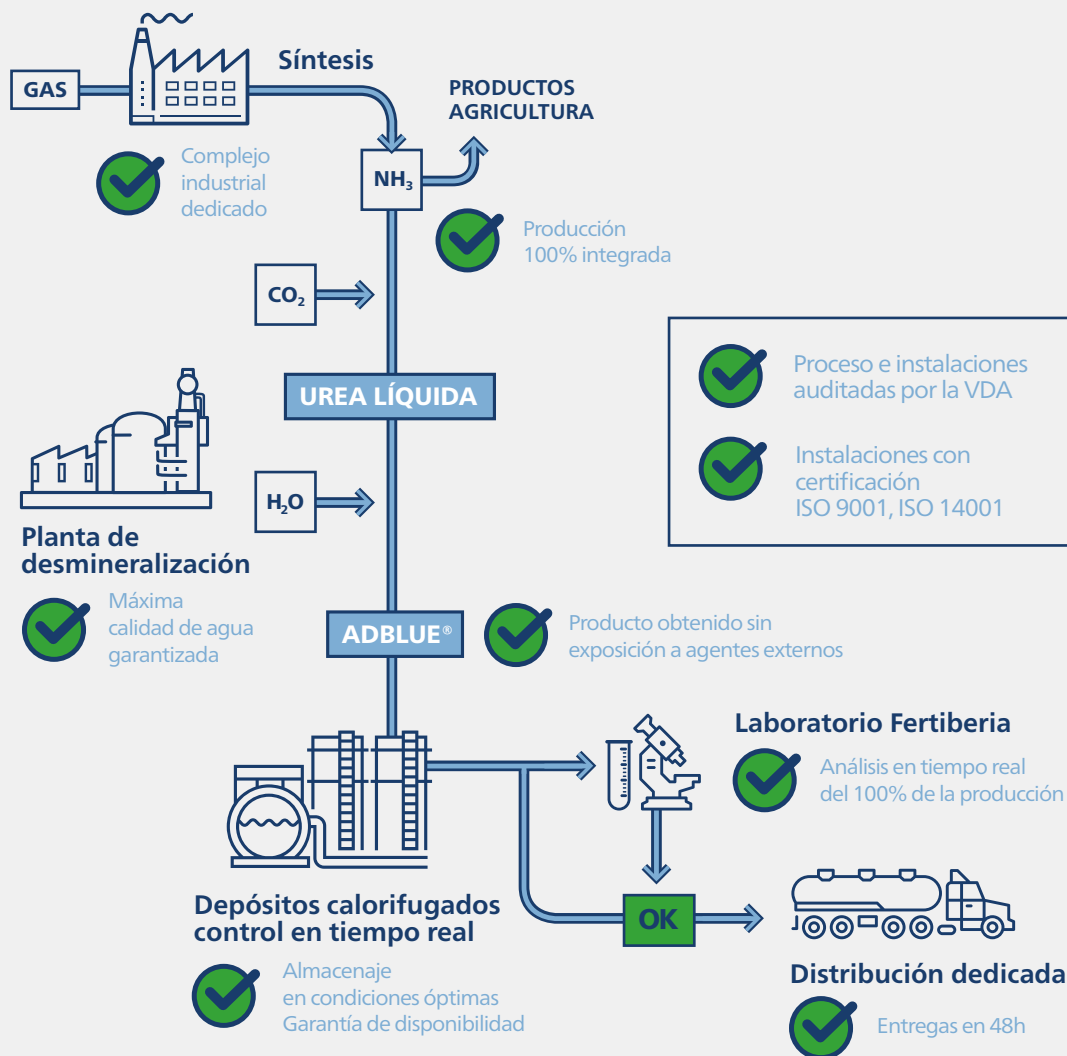 GAS
Síntesis
Complejo
industrial
dedicado
PRODUCTOS
AGRICULTURA
NH₃
Producción
100% integrada
CO₂
UREA LÍQUIDA
Proceso e instalaciones
auditadas por la VDA
Instalaciones con
certificación
ISO 9001, ISO 14001
H₂O
Planta de
desmineralización
Máxima
calidad de agua
garantizada
ADBLUE®
Producto obtenido sin
exposición a agentes externos
Laboratorio Fertiberia
Análisis en tiempo real
del 100% de la producción
Depósitos calorifugados
control en tiempo real
Almacenaje
en condiciones óptimas
Garantía de disponibilidad
OK
Distribución dedicada
Entregas en 48h